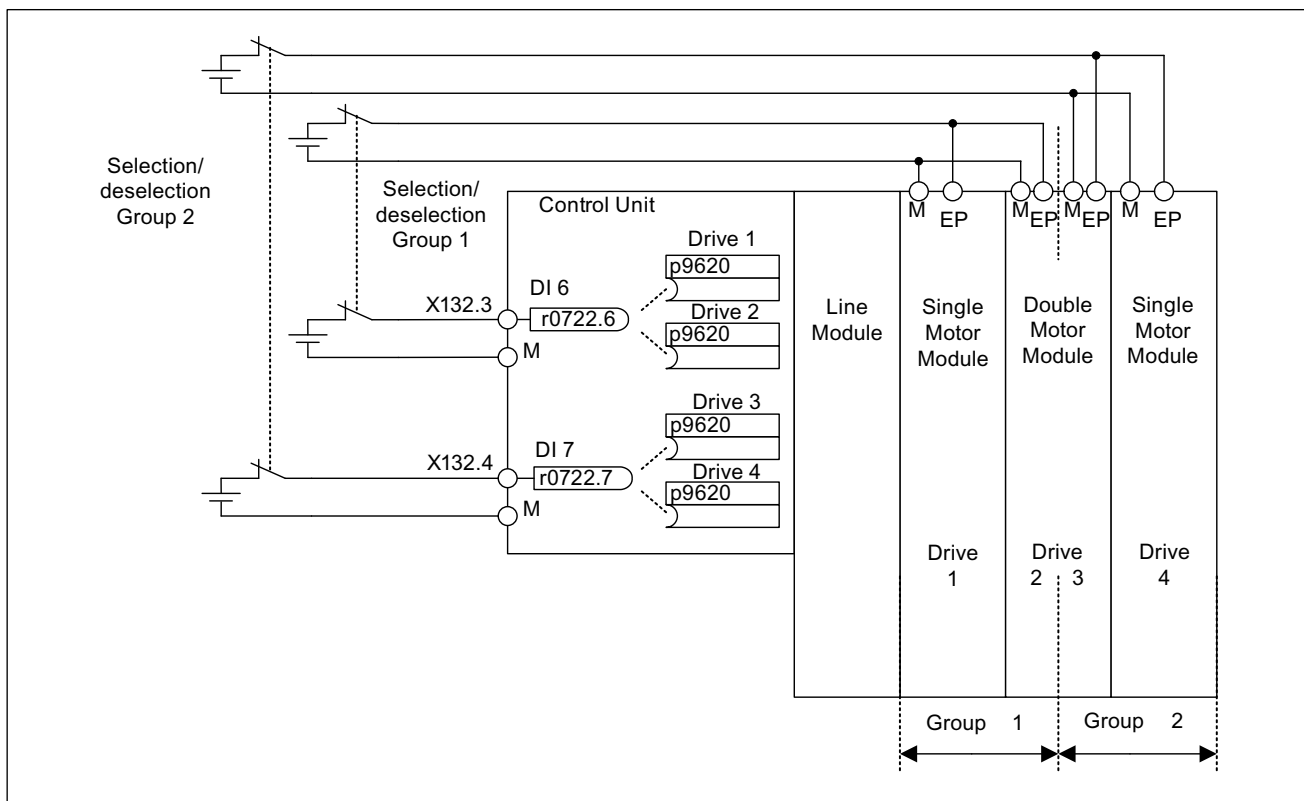 Selection/
deselection
Group 2
Selection/
deselection
Group 1
Control Unit
X132.3
DI 6
r0722.6
M
Drive 1
p9620
Drive 2
p9620
X132.4
DI 7
r0722.7
M
Drive 3
p9620
Drive 4
p9620
Line
Module
M
EP
Single
Motor
Module
Drive
1
M
EP
M
EP
Double
Motor
Module
Drive
2 3
M
EP
Single
Motor
Module
Drive
4
Group 1
Group 2